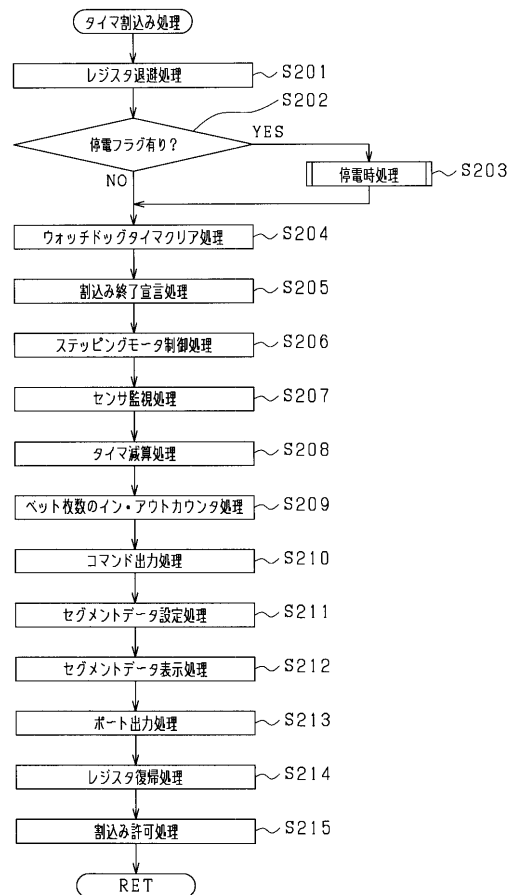 タイマ割込み処理
レジスタ退避処理
S201
S202
停電フラグ有り?
YES
NO
停電時処理
S203
ウォッチドッグタイマクリア処理
S204
割込み終了宣言処理
S205
ステッピングモータ制御処理
S206
センサ監視処理
S207
タイマ減算処理
S208
ベット枚数のイン・アウトカウンタ処理
S209
コマンド出力処理
S210
セグメントデータ設定処理
S211
セグメントデータ表示処理
S212
ポート出力処理
S213
レジスタ復帰処理
S214
割込み許可処理
S215
RET